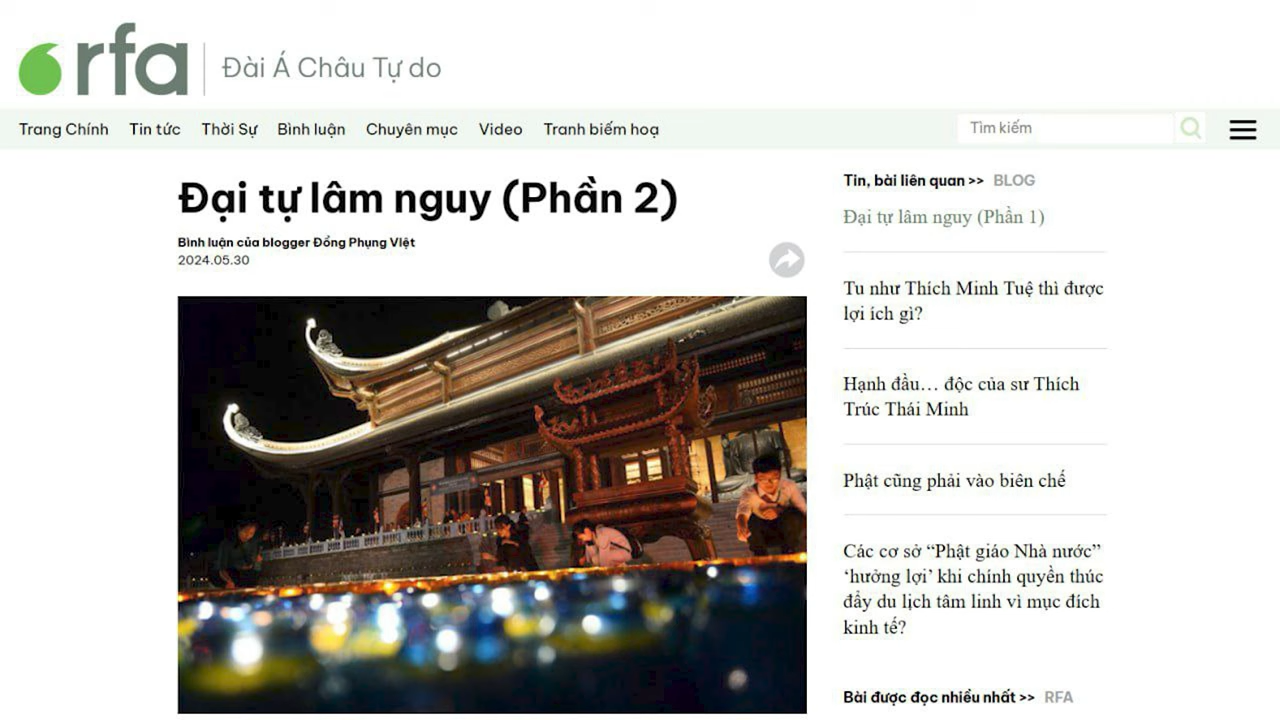 rfa
Đài Á Châu Tự do
Trang Chính Tin tức Thời Sự Bình luận Chuyên mục Video Tranh biếm hoạ Tìm kiếm
Đại tự lâm nguy (Phần 2)
Bình luận của blogger Đồng Phụng Việt
2024.05.30
Tin, bài liên quan >> BLOG
Đại tự lâm nguy (Phần 1)
Tu như Thích Minh Tuệ thì được
lợi ích gì?
Hạnh đầu… độc của sư Thích
Trúc Thái Minh
Phật cũng phải vào biên chế
Các cơ sở “Phật giáo Nhà nước”
‘hưởng lợi’ khi chính quyền thúc
đẩy du lịch tâm linh vì mục đích
kinh tế?
Bài được đọc nhiều nhất >> RFA